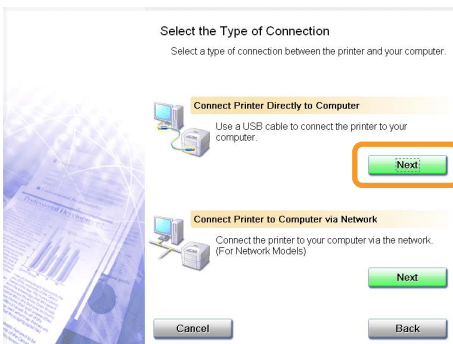 Select the Type of Connection
Select a type of connection between the printer and your computer.
Connect Printer Directly to Computer
Use a USB cable to connect the printer to your
computer.
Next
Connect Printer to Computer via Network
Connect the printer to your computer via the network.
(For Network Models)
Next
Cancel
Back